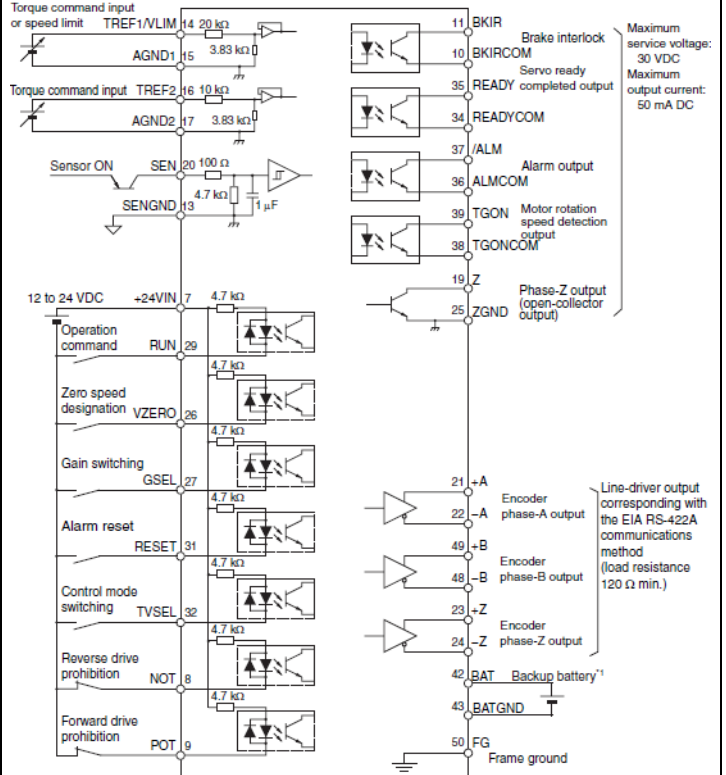 Torque command input
or speed limit
TREF1/VLIM 14 20 kΩ
3.83 kΩ
AGND1 15
Torque command input TREF2 16 10 kΩ
3.83 kΩ
AGND2 17
Sensor ON SEN 20 100 Ω
4.7 kΩ
1 μF
SENGND 13
12 to 24 VDC +24VIN 7 4.7 kΩ
Operation
command RUN 29
4.7 kΩ
Zero speed
designation VZERO 26
4.7 kΩ
Gain switching
GSEL 27
4.7 kΩ
Alarm reset
RESET 31
4.7 kΩ
Control mode
switching TVSEL 32
4.7 kΩ
Reverse drive
prohibition NOT 8
4.7 kΩ
Forward drive
prohibition POT 9
11 BKIR
Brake interlock
10 BKIRCOM
Servo ready
35 READY completed output
34 READYCOM
37 /ALM
Alarm output
36 ALMCOM
39 TGON Motor rotation
speed detection
output
38 TGONCOM
19 Z
Phase-Z output
(open-collector
output)
25 ZGND
Maximum
service voltage:
30 VDC
Maximum
output current:
50 mA DC
21 +A
Encoder
22 −A phase-A output
49 +B
Encoder
48 −B phase-B output
23 +Z
Encoder
24 −Z phase-Z output
Line-driver output
corresponding with
the EIA RS-422A
communications
method
(load resistance
120 Ω min.)
42 BAT Backup battery*1
43 BATGND
50 FG
Frame ground